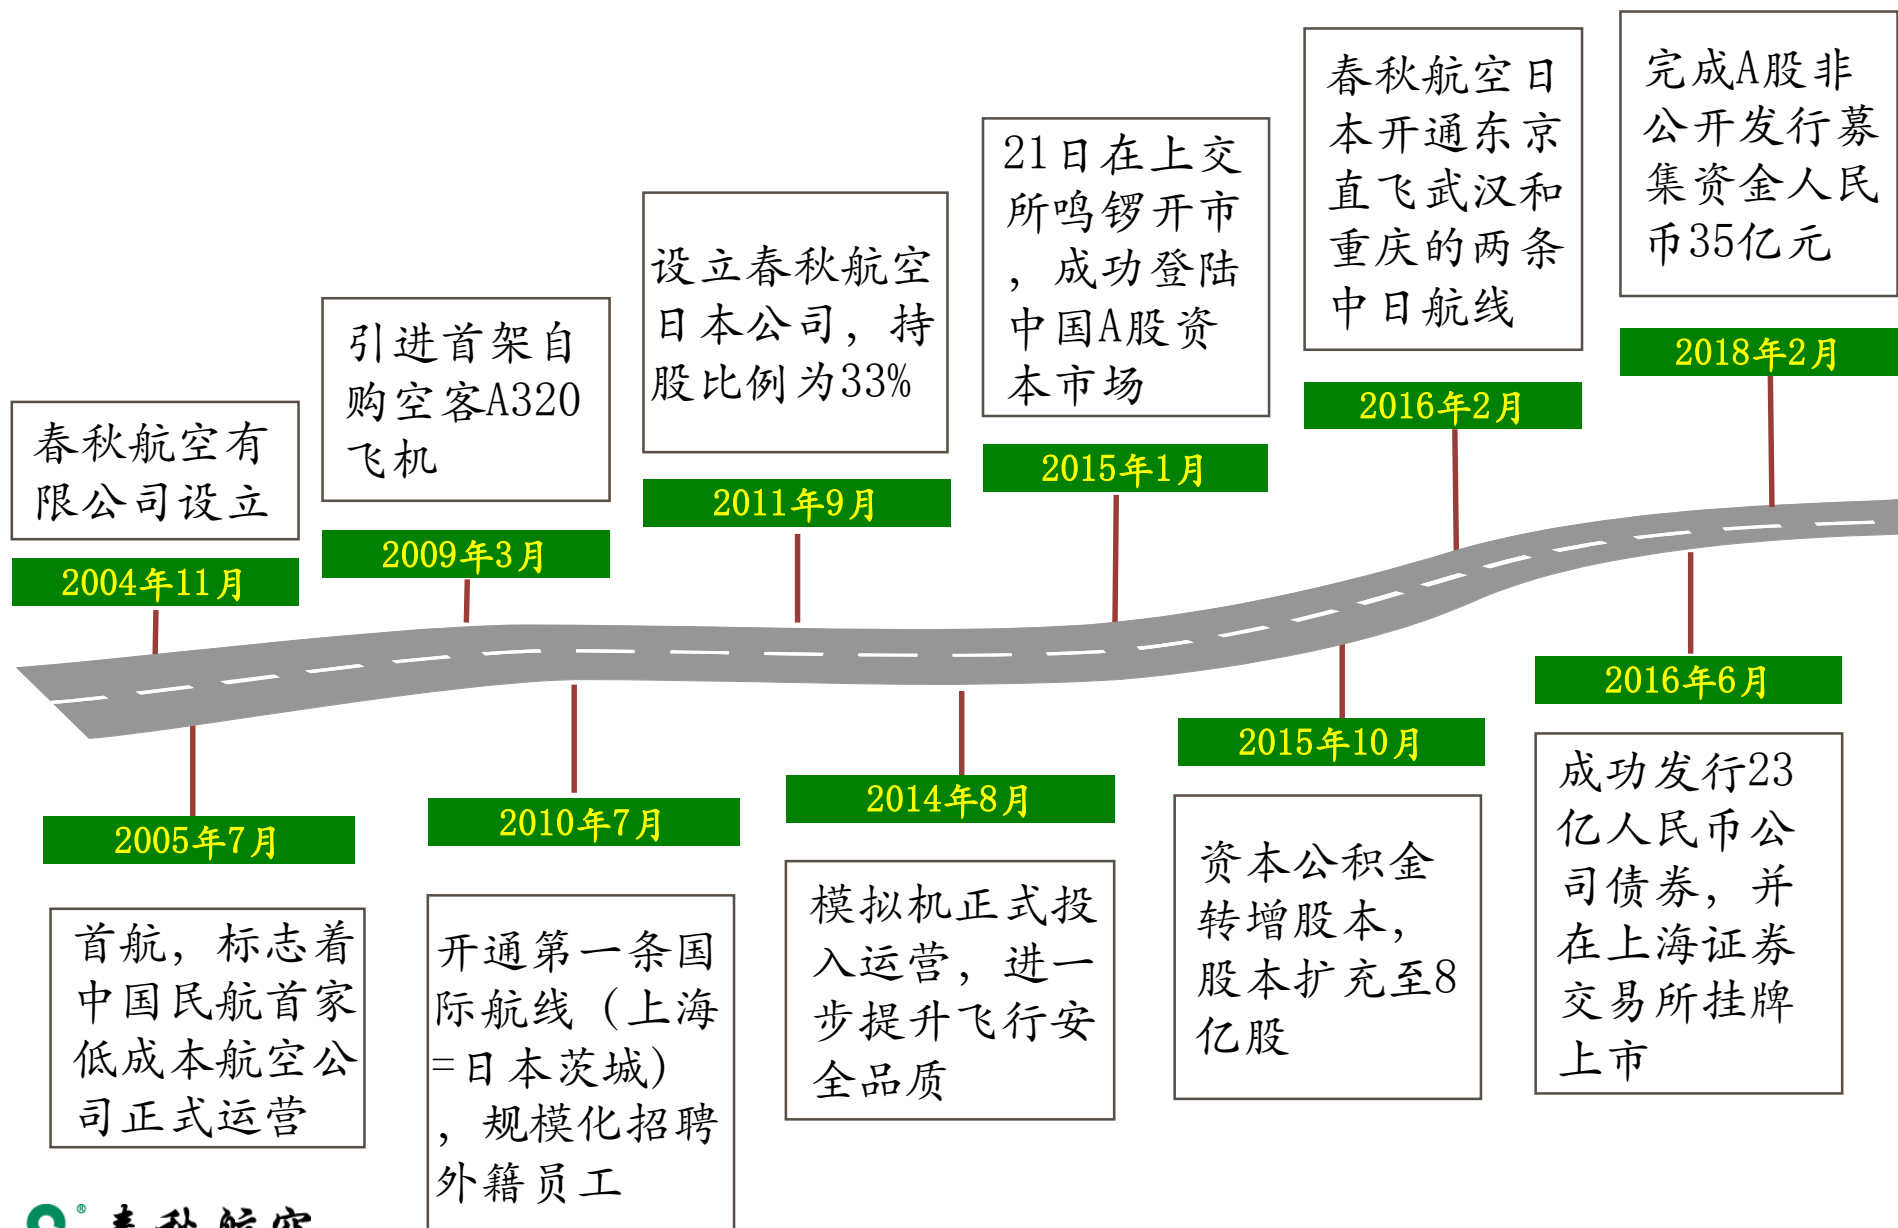 春秋航空有
限公司设立
2004年11月
首航，标志着
中国民航首家
低成本航空公
司正式运营
2005年7月
引进首架自
购空客A320
飞机
2009年3月
2010年7月
开通第一条国
际航线（上海
=日本茨城）
，规模化招聘
外籍员工
设立春秋航空
日本公司，持
股比例为33%
2011年9月
2014年8月
模拟机正式投
入运营，进一
步提升飞行安
全品质
21日在上交
所鸣锣开市
，成功登陆
中国A股资
本市场
2015年1月
2015年10月
资本公积金
转增股本，
股本扩充至8
亿股
春秋航空日
本开通东京
直飞武汉和
重庆的两条
中日航线
2016年2月
2016年6月
成功发行23
亿人民币公
司债券，并
在上海证券
交易所挂牌
上市
完成A股非
公开发行募
集资金人民
币35亿元
2018年2月
春秋航空